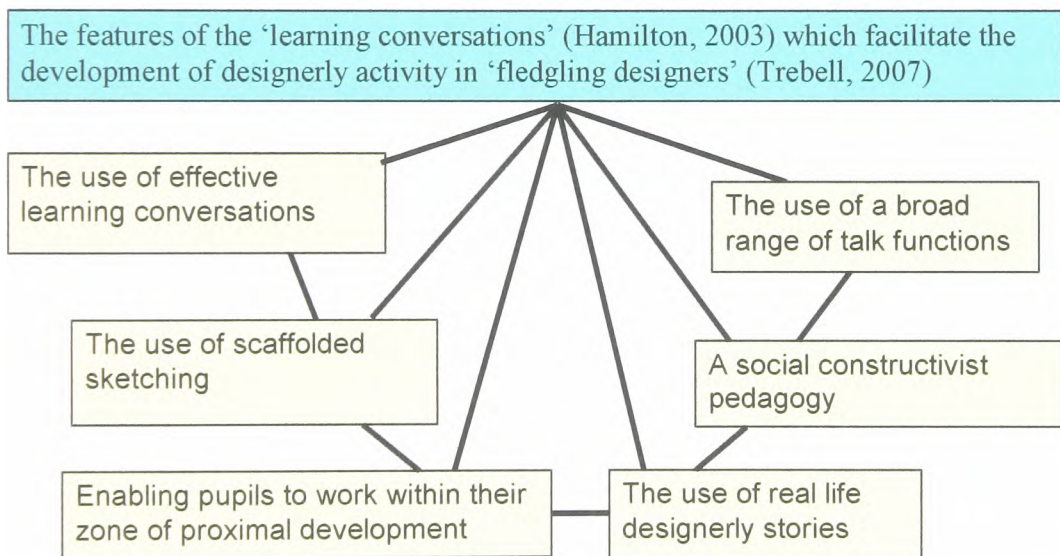 The features of the ‘learning conversations’ (Hamilton, 2003) which facilitate the
development of designerly activity in ‘fledgling designers’ (Trebell, 2007)
The use of effective
learning conversations
The use of a broad
range of talk functions
The use of scaffolded
sketching
A social constructivist
pedagogy
Enabling pupils to work within their
zone of proximal development
The use of real life
designerly stories